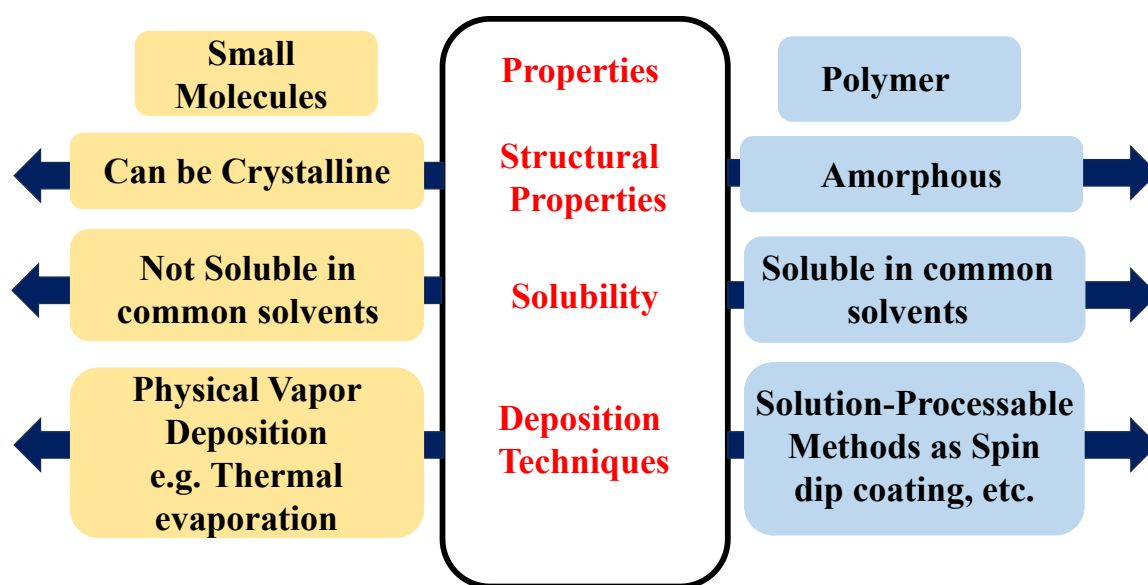 Small
Molecules
Properties
Polymer
Can be Crystalline
Structural
Properties
Amorphous
Not Soluble in
common solvents
Solubility
Soluble in common
solvents
Physical Vapor
Deposition
e.g. Thermal
evaporation
Deposition
Techniques
Solution-Processable
Methods as Spin
dip coating, etc.